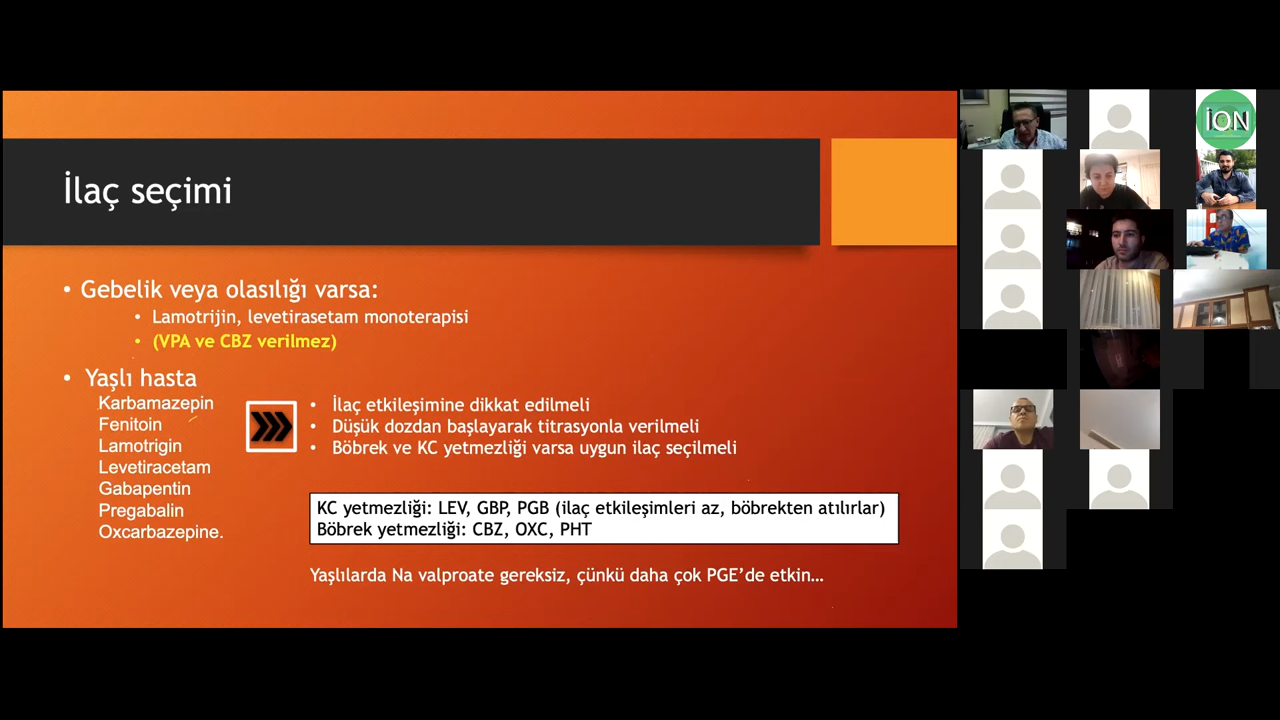 İlaç seçimi
• Gebelik veya olasılığı varsa:
• Lamotrijin, levetirasetam monoterapisi
• (VPA ve CBZ verilmez)
• Yaşlı hasta
Karbamazepin
Fenitoin
Lamotrigin
Levetiracetam
Gabapentin
Pregabalin
Oxcarbazepine.
• İlaç etkileşimine dikkat edilmeli
• Düşük dozdan başlayarak titrasyonla verilmeli
• Böbrek ve KC yetmezliği varsa uygun ilaç seçilmeli
KC yetmezliği: LEV, GBP, PGB (ilaç etkileşimleri az, böbrekten atılırlar)
Böbrek yetmezliği: CBZ, OXC, PHT
Yaşlılarda Na valproate gereksiz, çünkü daha çok PGE’de etkin…
İON